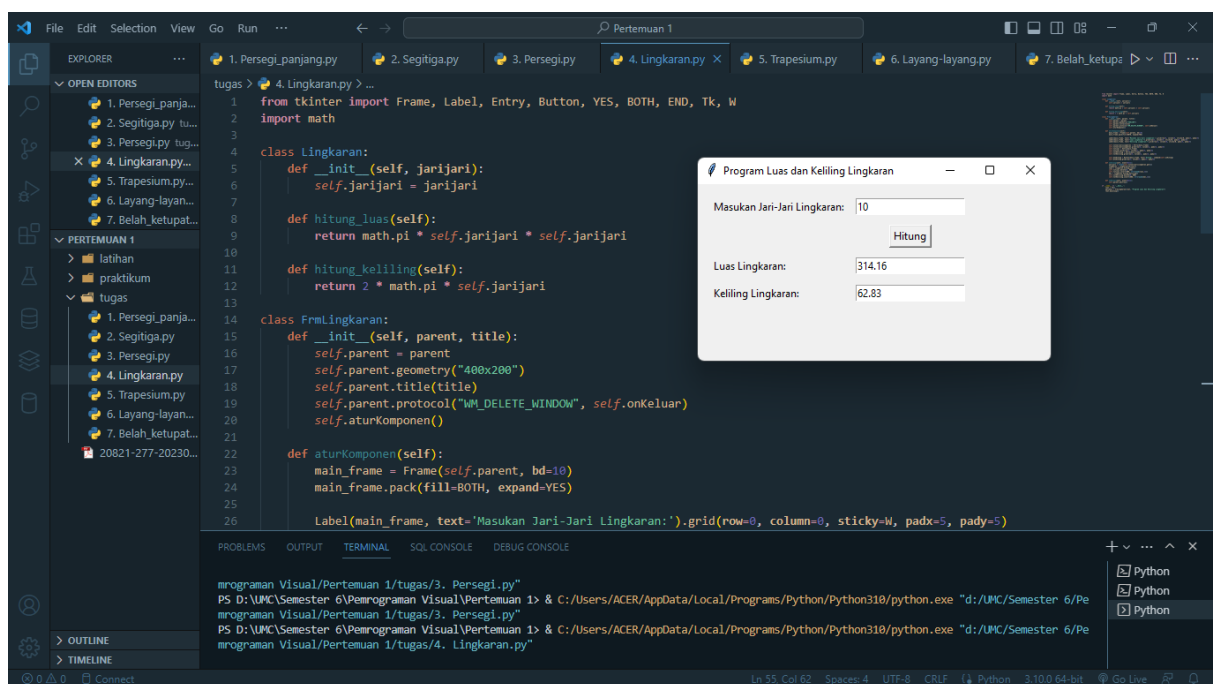 File Edit Selection View Go Run ··· Pertemuan 1
EXPLORER
OPEN EDITORS
1. Persegi_panja...
2. Segitiga.py tu...
3. Persegi.py tug...
4. Lingkaran.py...
5. Trapesium.py...
6. Layang-layan...
7. Belah_ketupat...
PERTEMUAN 1
latihan
praktikum
tugas
1. Persegi_panja...
2. Segitiga.py
3. Persegi.py
4. Lingkaran.py
5. Trapesium.py
6. Layang-layan...
7. Belah_ketupat...
20821-277-20230...
OUTLINE
TIMELINE
1. Persegi_panjang.py 2. Segitiga.py 3. Persegi.py 4. Lingkaran.py 5. Trapesium.py 6. Layang-layang.py 7. Belah_ketupa
tugas > 4. Lingkaran.py > ...
1 from tkinter import Frame, Label, Entry, Button, YES, BOTH, END, Tk, W
2 import math
3
4 class Lingkaran:
5 def __init__(self, jarijari):
6 self.jarijari = jarijari
7
8 def hitung_luas(self):
9 return math.pi * self.jarijari * self.jarijari
10
11 def hitung_keliling(self):
12 return 2 * math.pi * self.jarijari
13
14 class FrmLingkaran:
15 def __init__(self, parent, title):
16 self.parent = parent
17 self.parent.geometry("400x200")
18 self.parent.title(title)
19 self.parent.protocol("WM_DELETE_WINDOW", self.onKeluar)
20 self.aturKomponen()
21
22 def aturKomponen(self):
23 main_frame = Frame(self.parent, bd=10)
24 main_frame.pack(fill=BOTH, expand=YES)
25
26 Label(main_frame, text='Masukan Jari-Jari Lingkaran:').grid(row=0, column=0, sticky=W, padx=5, pady=5)
Program Luas dan Keliling Lingkaran
Masukan Jari-Jari Lingkaran: 10
Hitung
Luas Lingkaran: 314.16
Keliling Lingkaran: 62.83
PROBLEMS OUTPUT TERMINAL SQL CONSOLE DEBUG CONSOLE
mrograman Visual/Pertemuan 1/tugas/3. Persegi.py"
PS D:\UMC\Semester 6\Pemrograman Visual\Pertemuan 1> & C:/Users/ACER/AppData/Local/Programs/Python/Python310/python.exe "d:/UMC/Semester 6/Pe
mrograman Visual/Pertemuan 1/tugas/3. Persegi.py"
PS D:\UMC\Semester 6\Pemrograman Visual\Pertemuan 1> & C:/Users/ACER/AppData/Local/Programs/Python/Python310/python.exe "d:/UMC/Semester 6/Pe
mrograman Visual/Pertemuan 1/tugas/4. Lingkaran.py"
Python
Python
Python
0 0 Connect Ln 55, Col 62 Spaces: 4 UTF-8 CRLF Python 3.10.0 64-bit Go Live